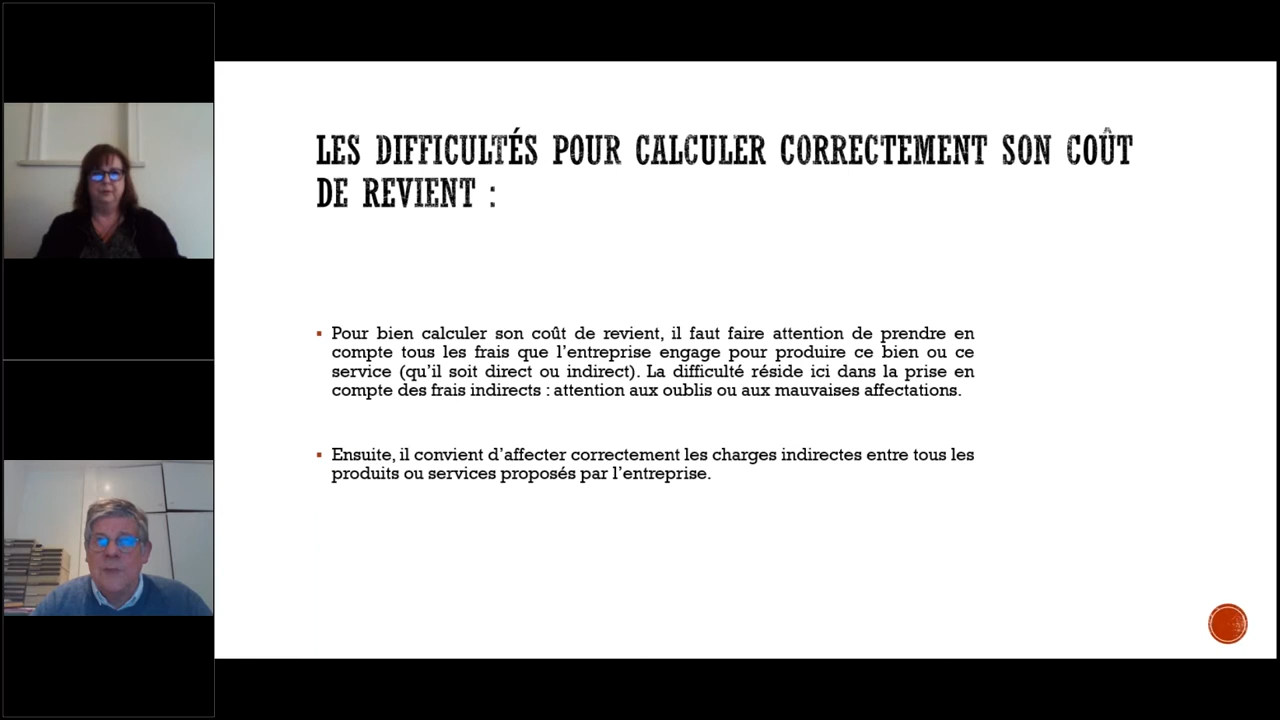 LES DIFFICULTÉS POUR CALCULER CORRECTEMENT SON COÛT
DE REVIENT :
▪ Pour bien calculer son coût de revient, il faut faire attention de prendre en
compte tous les frais que l’entreprise engage pour produire ce bien ou ce
service (qu’il soit direct ou indirect). La difficulté réside ici dans la prise en
compte des frais indirects : attention aux oublis ou aux mauvaises affectations.
▪ Ensuite, il convient d’affecter correctement les charges indirectes entre tous les
produits ou services proposés par l’entreprise.